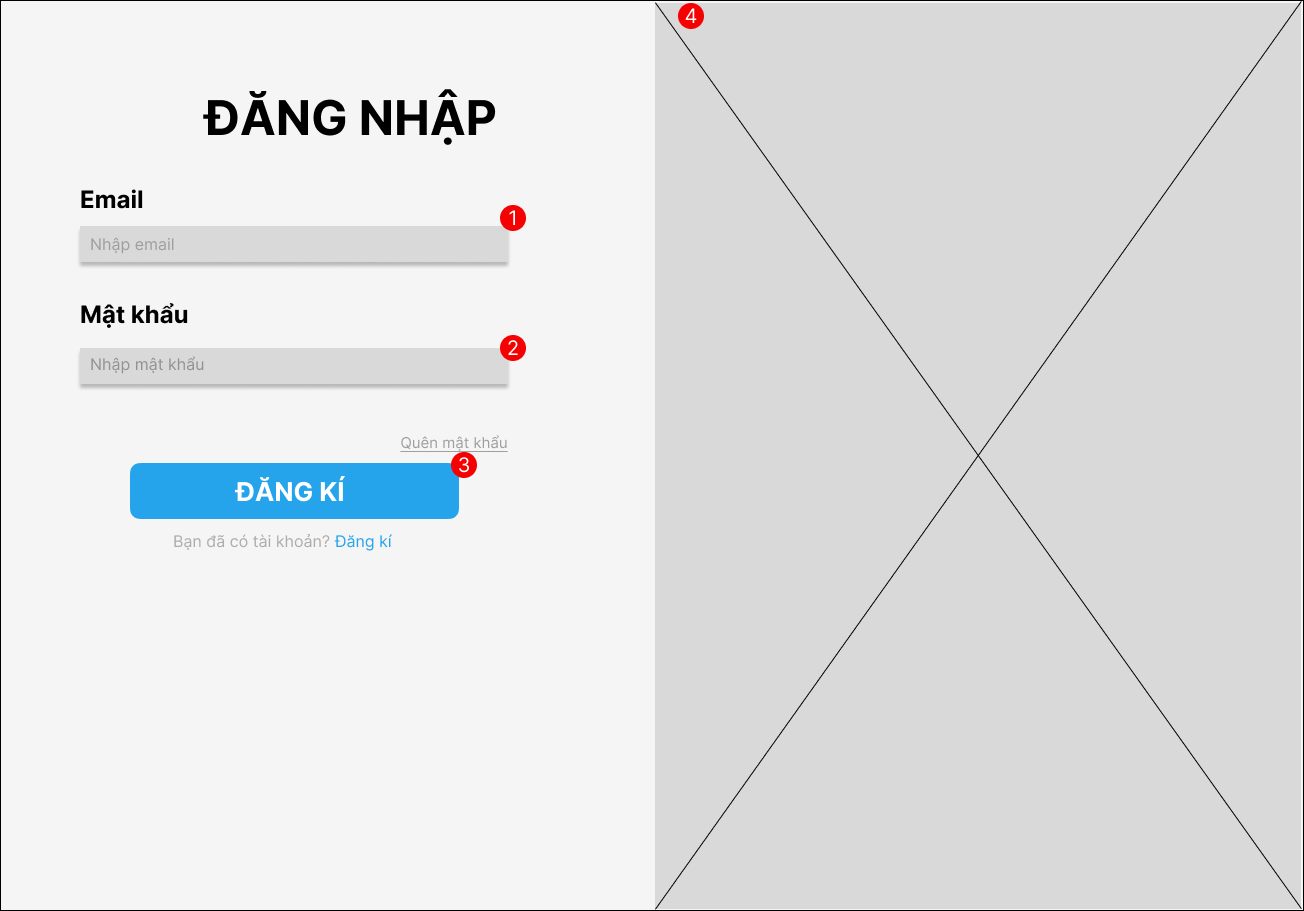 4
ĐĂNG NHẬP
Email
1
Nhập email
Mật khẩu
2
Nhập mật khẩu
Quên mật khẩu
3
ĐĂNG KÍ
Bạn đã có tài khoản? Đăng kí